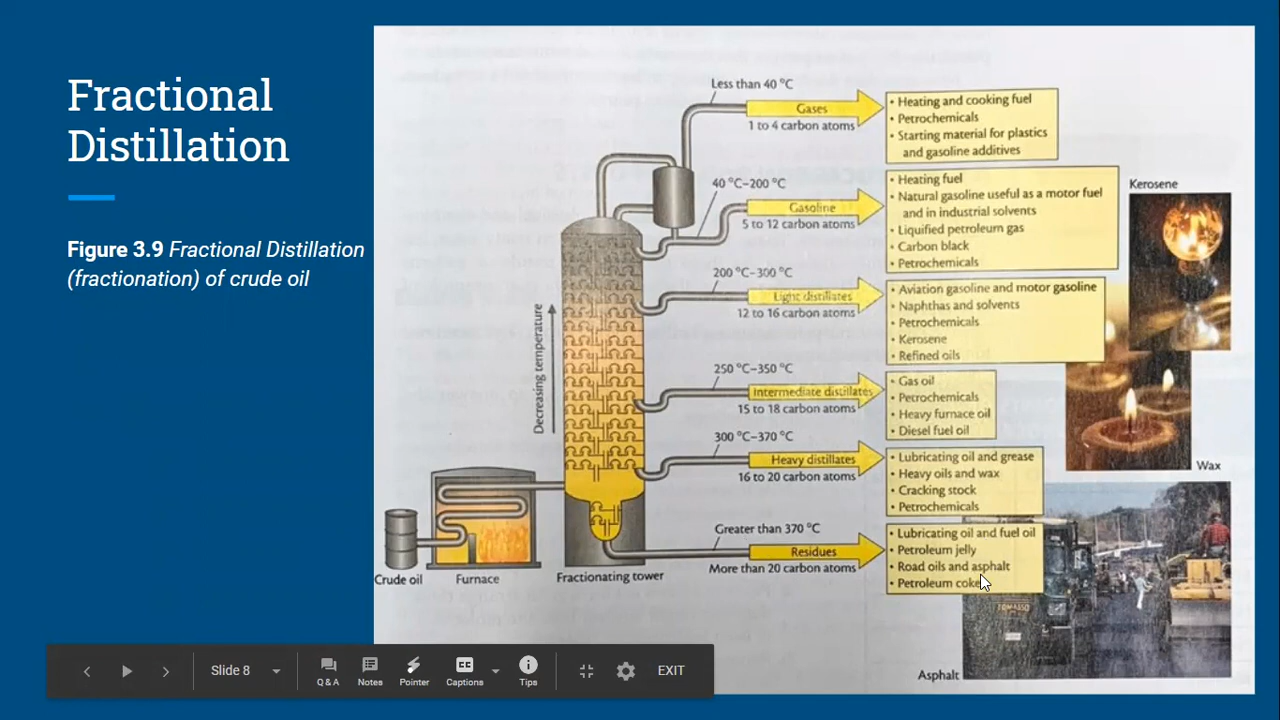 Fractional
Distillation
Figure 3.9 Fractional Distillation
(fractionation) of crude oil
Less than 40 °C
Gases
1 to 4 carbon atoms
• Heating and cooking fuel
• Petrochemicals
• Starting material for plastics
and gasoline additives
40 °C–200 °C
Gasoline
5 to 12 carbon atoms
• Heating fuel
• Natural gasoline useful as a motor fuel
and in industrial solvents
• Liquified petroleum gas
• Carbon black
• Petrochemicals
Kerosene
200 °C–300 °C
Light distillates
12 to 16 carbon atoms
• Aviation gasoline and motor gasoline
• Naphthas and solvents
• Petrochemicals
• Kerosene
• Refined oils
Decreasing temperature
250 °C–350 °C
Intermediate distillates
15 to 18 carbon atoms
• Gas oil
• Petrochemicals
• Heavy furnace oil
• Diesel fuel oil
300 °C–370 °C
Heavy distillates
16 to 20 carbon atoms
• Lubricating oil and grease
• Heavy oils and wax
• Cracking stock
• Petrochemicals
Wax
Greater than 370 °C
Residues
More than 20 carbon atoms
• Lubricating oil and fuel oil
• Petroleum jelly
• Road oils and asphalt
• Petroleum coke
Crude oil
Furnace
Fractionating tower
Asphalt
Slide 8
Q & A
Notes
Pointer
CC
Captions
Tips
EXIT